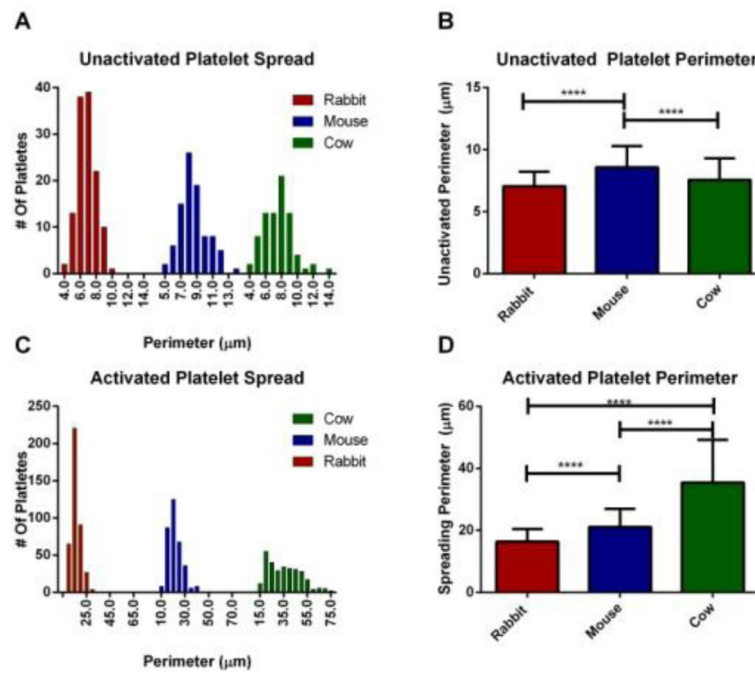 A
Unactivated Platelet Spread
# Of Platletes
40
30
20
10
0
Rabbit
Mouse
Cow
4.0 6.0 8.0 10.0 12.0 14.0 5.0 7.0 9.0 11.0 13.0 4.0 6.0 8.0 10.0 12.0 14.0
Perimeter (μm)
B
Unactivated Platelet Perimeter
Unactivated Perimeter (μm)
15
10
5
0
**** ****
Rabbit Mouse Cow
C
Activated Platelet Spread
# Of Platletes
250
200
150
100
50
0
Cow
Mouse
Rabbit
25.0 45.0 65.0 10.0 30.0 50.0 70.0 15.0 35.0 55.0 75.0
Perimeter (μm)
D
Activated Platelet Perimeter
Spreading Perimeter (μm)
60
40
20
0
****
****
****
Rabbit Mouse Cow